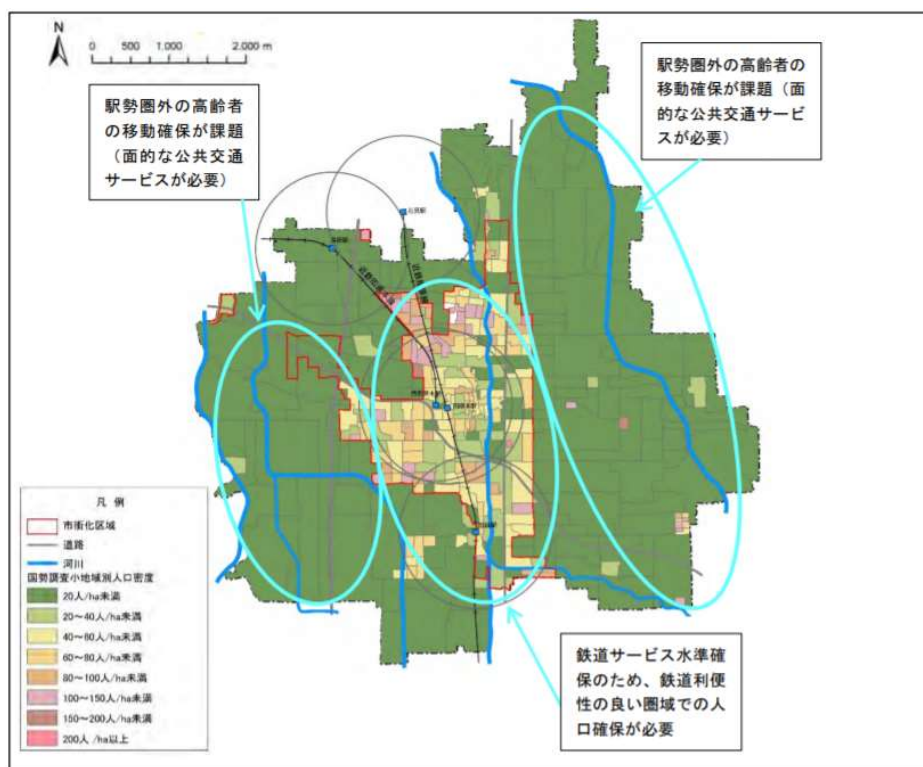 N
0 500 1,000 2,000 m
駅勢圏外の高齢者の
移動確保が課題（面
的な公共交通サービ
スが必要）
駅勢圏外の高齢者
の移動確保が課題
（面的な公共交通
サービスが必要）
凡 例
市街化区域
道路
河川
国勢調査小地域別人口密度
20人/ha未満
20～40人/ha未満
40～60人/ha未満
60～80人/ha未満
80～100人/ha未満
100～150人/ha未満
150～200人/ha未満
200人 /ha以上
鉄道サービス水準確
保のため、鉄道利便
性の良い圏域での人
口確保が必要